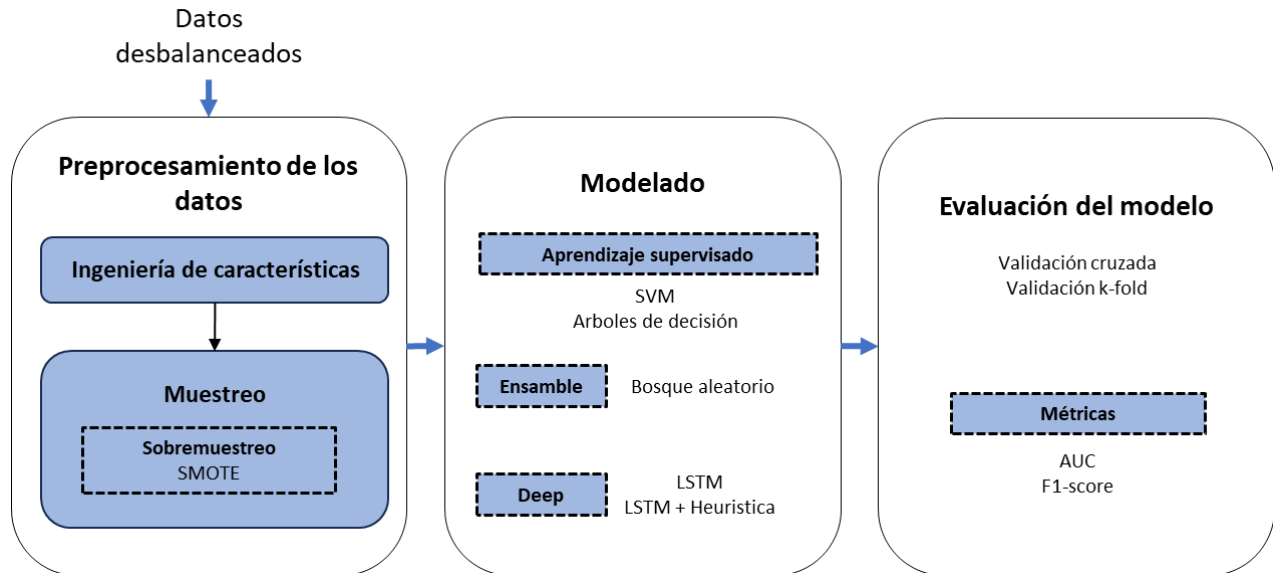 Datos
desbalanceados
Preprocesamiento de los
datos
Ingeniería de característificas
Muestreo
Sobremuestreo
SMOTE
Modelado
Aprendizaje supervisado
SVM
Arboles de decisión
Ensamble
Bosque aleatorio
Deep
LSTM
LSTM + Heuristica
Evaluación del modelo
Validación cruzada
Validación k-fold
Métricas
AUC
F1-score